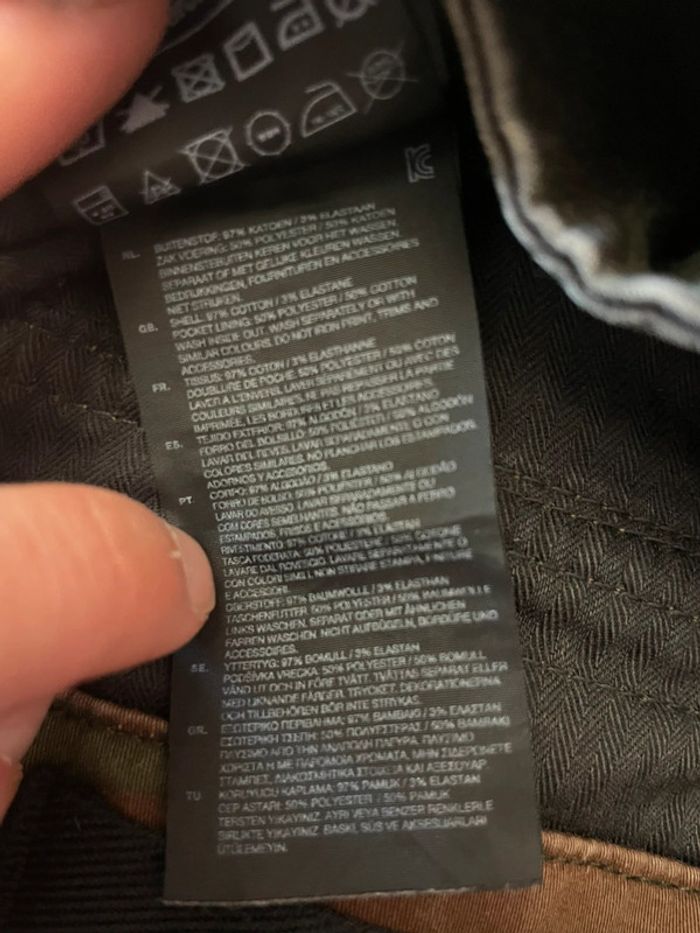 NL. BUITENSTOF: 97% KATOEN / 3% ELASTAAN
ZAK VOERING: 50% POLYESTER / 50% KATOEN
BINNENSTEBUITEN KEREN VOOR HET WASSEN
SEPARAAT OF MET GELIJKE KLEUREN WASSEN
BEDRUKKINGEN, FOURNITUREN EN ACCESSOIRES
NIET STRIJKEN.
GB. SHELL: 97% COTTON / 3% ELASTANE
POCKET LINING: 50% POLYESTER / 50% COTTON
WASH INSIDE OUT. WASH SEPARATELY OR WITH
SIMILAR COLOURS. DO NOT IRON PRINT, TRIMS AND
ACCESSORIES.
FR. TISSUS: 97% COTON / 3% ELASTHANNE
DOUBLURE DE POCHE: 50% POLYESTER / 50% COTON
LAVER A L'ENVERS. LAVER SÉPARÉMENT OU AVEC DES
COULEURS SIMILAIRES. NE PAS REPASSER LA PARTIE
IMPRIMÉE, LES BORDURES ET LES ACCESSOIRES.
ES. TEJIDO EXTERIOR: 97% ALGODÓN / 3% ELASTANO
FORRO DEL BOLSILLO: 50% POLIÉSTER / 50% ALGODÓN
LAVAR DEL REVES. LAVAR SEPARADAMENTE O CON
COLORES SIMILARES. NO PLANCHAR LOS ESTAMPADOS,
ADORNOS Y ACCESORIOS.
PT. CORPO: 97% ALGODÃO / 3% ELASTANO
FORRO DE BOLSO: 50% POLIÉSTER / 50% ALGODÃO
LAVAR DO AVESSO. LAVAR SEPARADAMENTE OU
COM CORES SEMELHANTES. NÃO PASSAR A FERRO
ESTAMPADOS, FRISOS E ACESSÓRIOS.
RIVESTIMENTO: 97% COTONE / 3% ELASTAN
TASCA FODERATA: 50% POLIESTERE / 50% COTONE
LAVARE DAL ROVESCIO. LAVARE SEPARATAMENTE O
CON COLORI SIMILI. NON STIRARE STAMPA, FINITURE
E ACCESSORI.
OBERSTOFF: 97% BAUMWOLLE / 3% ELASTHAN
TASCHENFUTTER: 50% POLYESTER / 50% BAUMWOLLE
LINKS WASCHEN. SEPARAT ODER MIT ÄHNLICHEN
FARBEN WASCHEN. NICHT AUFBÜGELN, BORDÜRE UND
ACCESSOIRES.
SE. YTTERTYG: 97% BOMULL / 3% ELASTAN
PODŠÍVKA VRECKA: 50% POLYESTER / 50% BOMULL
VÄND UT OCH IN FÖRE TVÄTT. TVÄTTAS SEPARAT ELLER
MED LIKNANDE FÄRGER. TRYCKET, DEKORATIONERNA
OCH TILLBEHÖREN BÖR INTE STRYKAS.
GR. ΕΞΩΤΕΡΙΚΟ ΠΕΡΙΒΛΗΜΑ: 97% ΒΑΜΒΑΚΙ / 3% ΕΛΑΣΤΑΝ
ΕΣΩΤΕΡΙΚΗ ΤΣΕΠΗ: 50% ΠΟΛΥΕΣΤΕΡΑΣ / 50% ΒΑΜΒΑΚΙ
ΠΛΥΣΙΜΟ ΑΠΟ ΤΗΝ ΑΝΑΠΟΔΗ ΠΛΕΥΡΑ. ΠΛΥΣΙΜΟ
ΧΩΡΙΣΤΑ Η ΜΕ ΠΑΡΟΜΟΙΑ ΧΡΩΜΑΤΑ. ΜΗΝ ΣΙΔΕΡΩΝΕΤΕ
ΣΤΑΜΠΕΣ, ΔΙΑΚΟΣΜΗΤΙΚΑ ΣΤΟΙΧΕΙΑ ΚΑΙ ΑΞΕΣΟΥΑΡ.
TU KORUYUCU KAPLAMA: 97% PAMUK / 3% ELASTAN
CEP ASTARI: 50% POLYESTER / 50% PAMUK
TERSTEN YIKAYINIZ. AYRI VEYA BENZER RENKLERLE
BIRLIKTE YIKAYINIZ. BASKI, SÜS VE AKSESUARLARI
ÜTÜLEMEYIN.